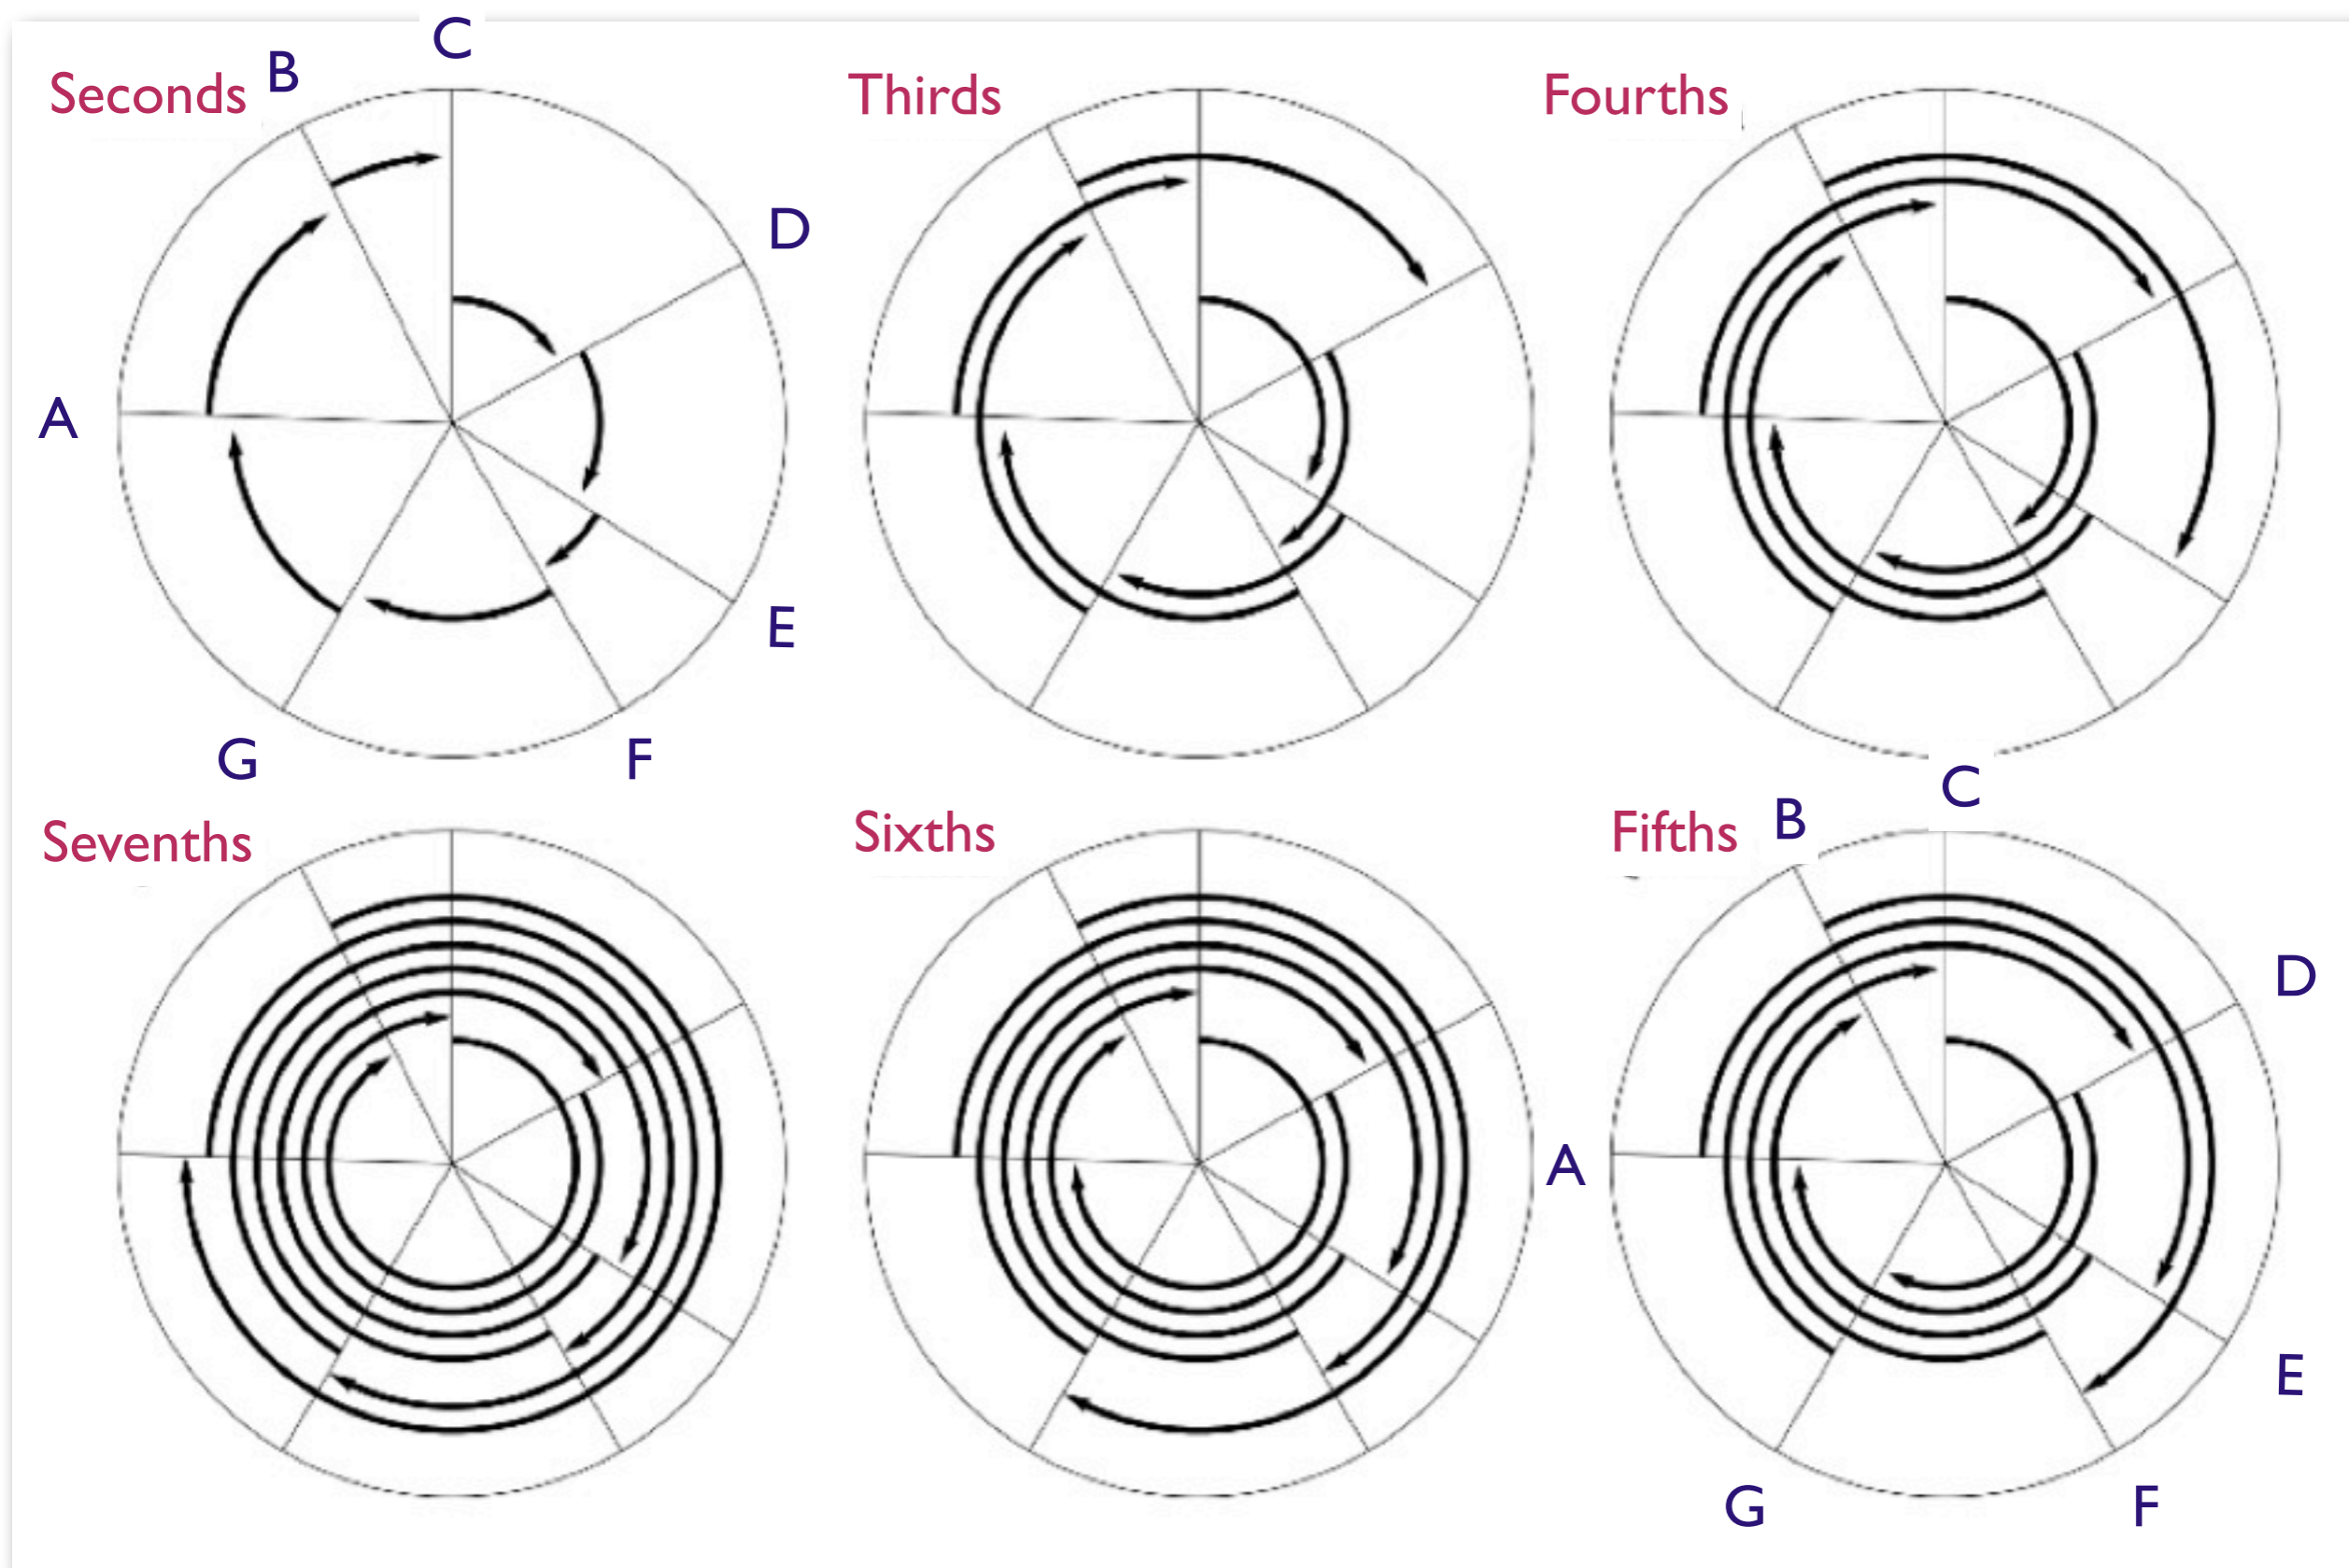 Seconds
B
C
D
A
E
G
F
Thirds
Fourths
Sevenths
Sixths
Fifths
B
C
D
A
E
G
F